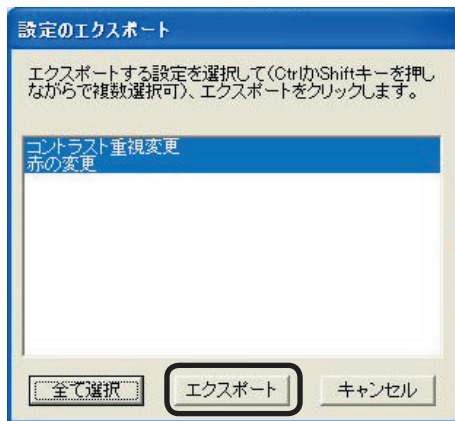 設定のエクスポート
エクスポートする設定を選択して(CtrlかShiftキーを押し
ながらで複数選択可)、エクスポートをクリックします。
コントラスト重視変更
赤の変更
全て選択 エクスポート キャンセル